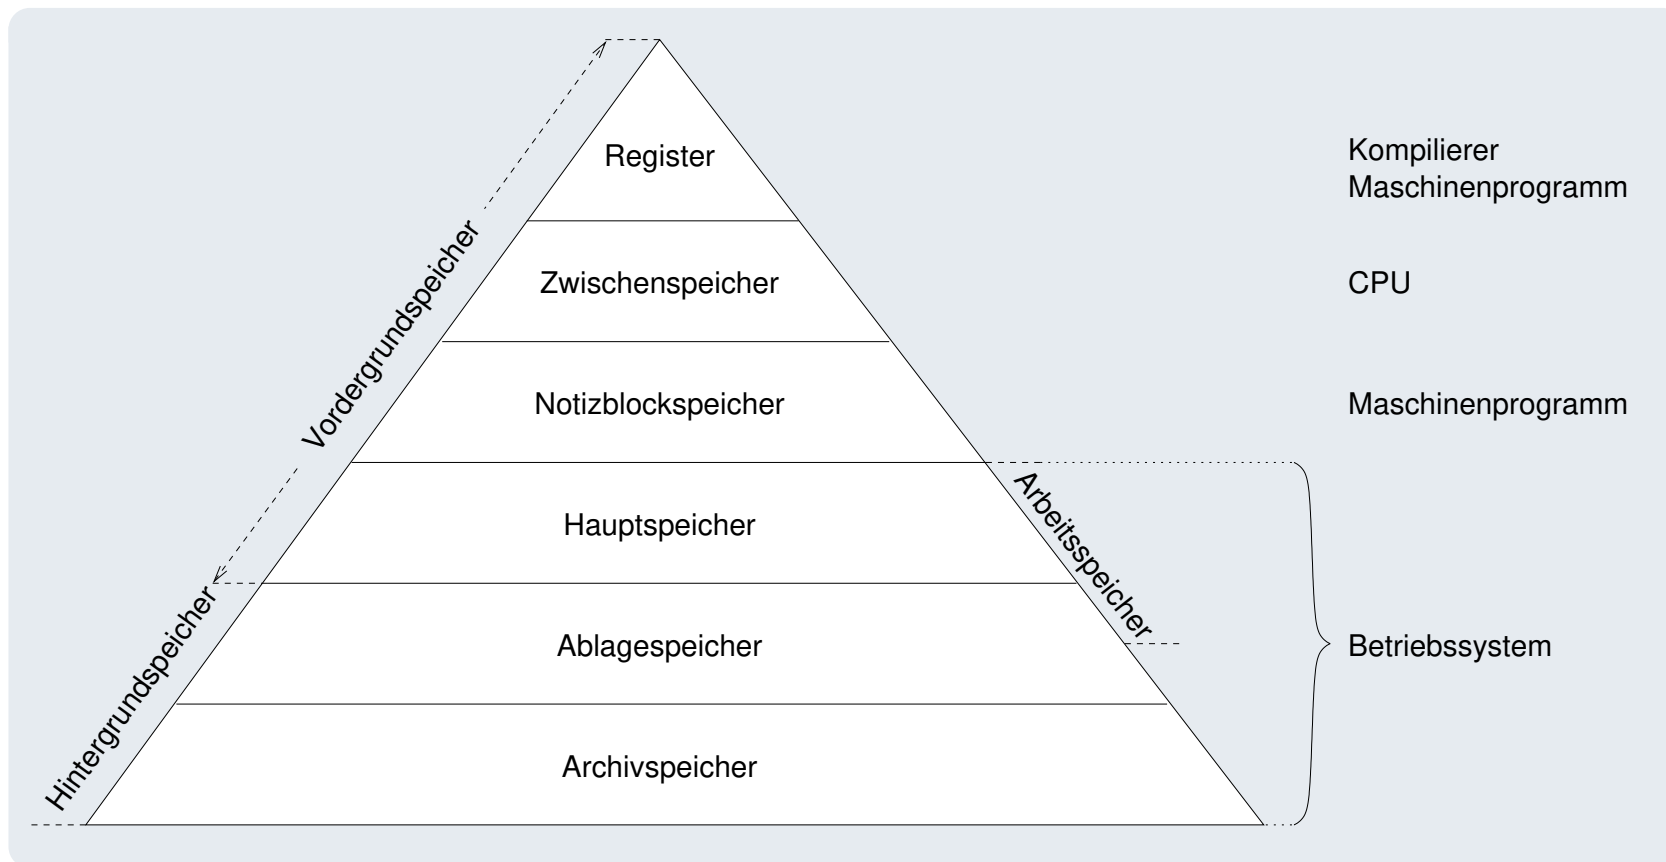 Register
Kompilierer
Maschinenprogramm
Zwischenspeicher
CPU
Vordergrundspeicher
Notizblockspeicher
Maschinenprogramm
Hauptspeicher
Arbeitsspeicher
Hintergrundspeicher
Ablagespeicher
Betriebssystem
Archivspeicher